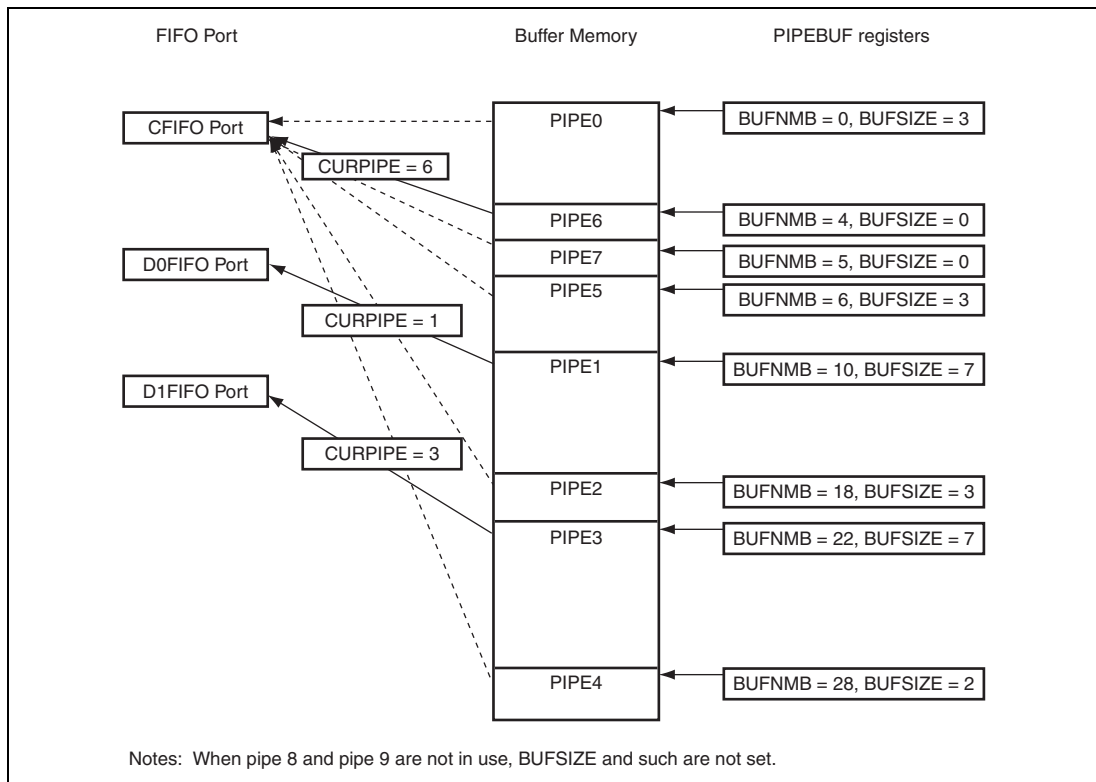 FIFO Port
Buffer Memory
PIPEBUF registers
CFIFO Port
CURPIPE = 6
D0FIFO Port
CURPIPE = 1
D1FIFO Port
CURPIPE = 3
PIPE0
PIPE6
PIPE7
PIPE5
PIPE1
PIPE2
PIPE3
PIPE4
BUFNMB = 0, BUFSIZE = 3
BUFNMB = 4, BUFSIZE = 0
BUFNMB = 5, BUFSIZE = 0
BUFNMB = 6, BUFSIZE = 3
BUFNMB = 10, BUFSIZE = 7
BUFNMB = 18, BUFSIZE = 3
BUFNMB = 22, BUFSIZE = 7
BUFNMB = 28, BUFSIZE = 2
Notes: When pipe 8 and pipe 9 are not in use, BUFSIZE and such are not set.